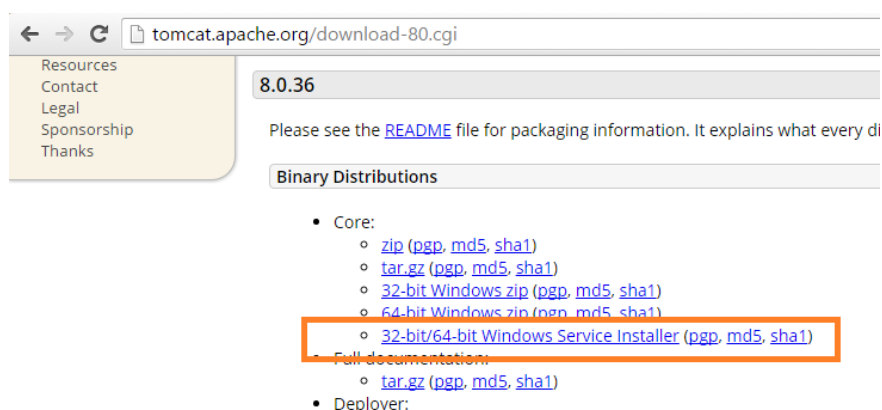 tomcat.apache.org/download-80.cgi
Resources
Contact
Legal
Sponsorship
Thanks
8.0.36
Please see the README file for packaging information. It explains what every di
Binary Distributions
Core:
zip (pgp, md5, sha1)
tar.gz (pgp, md5, sha1)
32-bit Windows zip (pgp, md5, sha1)
64-bit Windows zip (pgp, md5, sha1)
32-bit/64-bit Windows Service Installer (pgp, md5, sha1)
Full documentation:
tar.gz (pgp, md5, sha1)
Deployer: